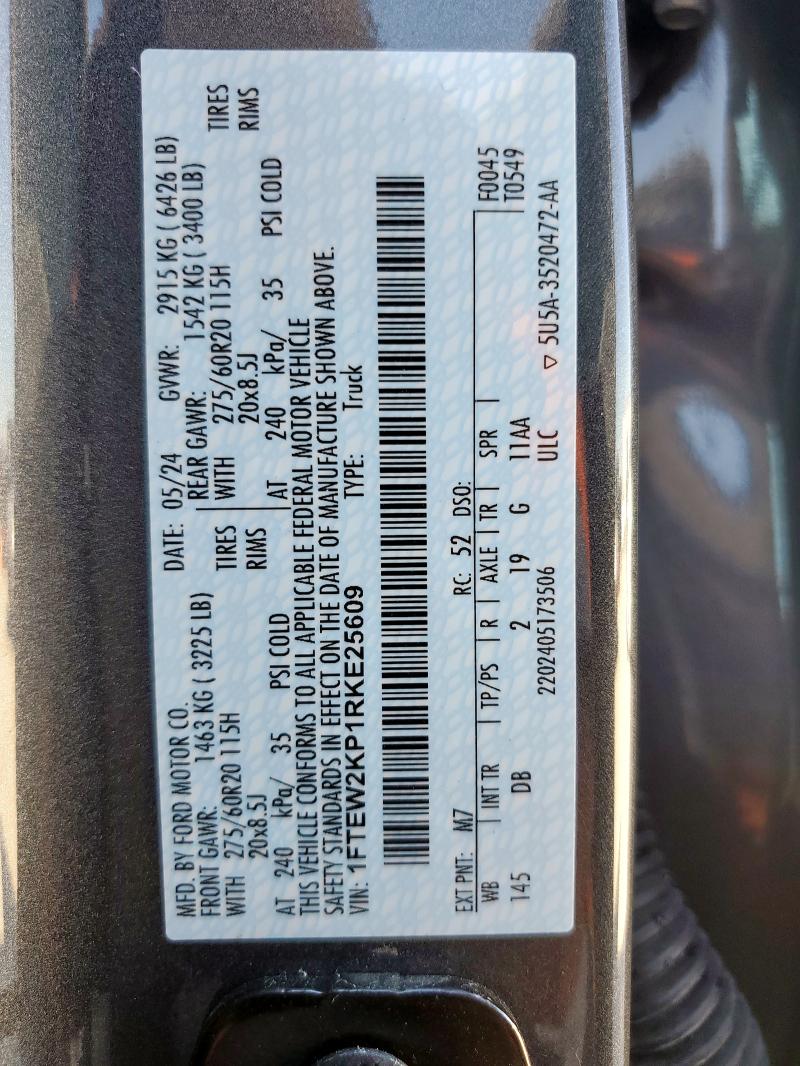 MFD. BY FORD MOTOR CO. DATE: 05/24 GVWR: 2915 KG ( 6426 LB)
FRONT GAWR: 1463 KG ( 3225 LB) REAR GAWR: 1542 KG ( 3400 LB)
WITH 275/60R20 115H TIRES WITH 275/60R20 115H TIRES
20x8.5J RIMS 20x8.5J RIMS
AT 240 kPa/ 35 PSI COLD AT 240 kPa/ 35 PSI COLD
THIS VEHICLE CONFORMS TO ALL APPLICABLE FEDERAL MOTOR VEHICLE
SAFETY STANDARDS IN EFFECT ON THE DATE OF MANUFACTURE SHOWN ABOVE.
VIN: 1FTEW2KP1RKE25609 TYPE: Truck
EXT PNT: M7 RC: 52 DSO:
WB INT TR TP/PS R AXLE TR SPR F0045
145 DB 2 19 G 11AA T0549
2202405173506 ULC ▽ 5U5A-3520472-AA